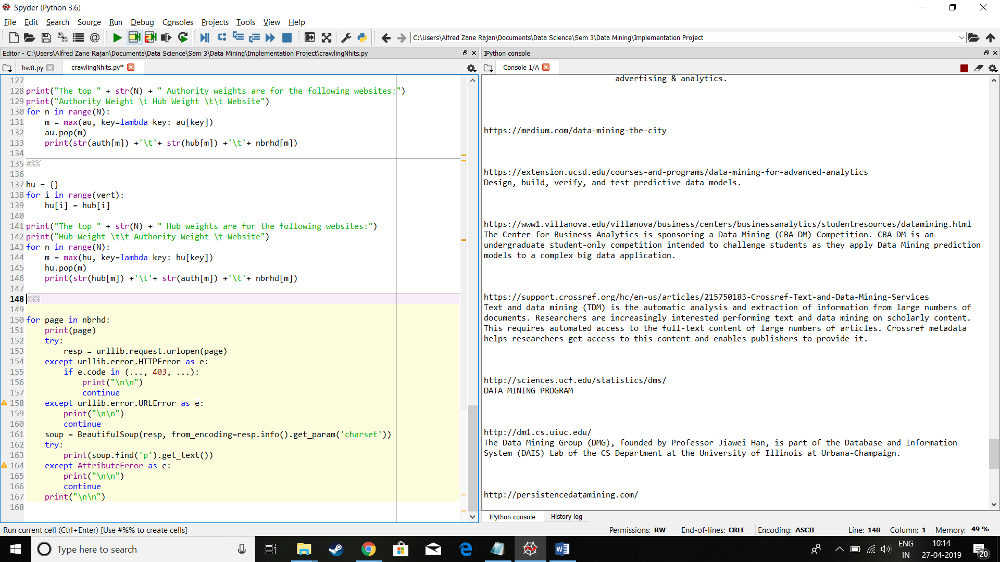 Spyder (Python 3.6)
File Edit Search Source Run Debug Consoles Projects Tools View Help
C:\Users\Alfred Zane Rajan\Documents\Data Science\Sem 3\Data Mining\Implementation Project
Editor - C:\Users\Alfred Zane Rajan\Documents\Data Science\Sem 3\Data Mining\Implementation Project\crawlingNhits.py
hw8.py crawlingNhits.py*
127
128 print("The top " + str(N) + " Authority weights are for the following websites:")
129 print("Authority Weight \t Hub Weight \t\t Website")
130 for n in range(N):
131     m = max(au, key=lambda key: au[key])
132     au.pop(m)
133     print(str(auth[m]) +'\t'+ str(hub[m]) +'\t'+ nbrhd[m])
134
135 #%%
136
137 hu = {}
138 for i in range(vert):
139     hu[i] = hub[i]
140
141 print("The top " + str(N) + " Hub weights are for the following websites:")
142 print("Hub Weight \t\t Authority Weight \t Website")
143 for n in range(N):
144     m = max(hu, key=lambda key: hu[key])
145     hu.pop(m)
146     print(str(hub[m]) +'\t'+ str(auth[m]) +'\t'+ nbrhd[m])
147
148 #%%
149
150 for page in nbrhd:
151     print(page)
152     try:
153         resp = urllib.request.urlopen(page)
154     except urllib.error.HTTPError as e:
155         if e.code in (..., 403, ...):
156             print("\n\n")
157             continue
158     except urllib.error.URLError as e:
159         print("\n\n")
160         continue
161     soup = BeautifulSoup(resp, from_encoding=resp.info().get_param('charset'))
162     try:
163         print(soup.find('p').get_text())
164     except AttributeError as e:
165         print("\n\n")
166         continue
167     print("\n\n")
168
IPython console
Console 1/A
advertising & analytics.
https://medium.com/data-mining-the-city
https://extension.ucsd.edu/courses-and-programs/data-mining-for-advanced-analytics
Design, build, verify, and test predictive data models.
https://www1.villanova.edu/villanova/business/centers/businessanalytics/studentresources/datamining.html
The Center for Business Analytics is sponsoring a Data Mining (CBA-DM) Competition. CBA-DM is an
undergraduate student-only competition intended to challenge students as they apply Data Mining prediction
models to a complex big data application.
https://support.crossref.org/hc/en-us/articles/215750183-Crossref-Text-and-Data-Mining-Services
Text and data mining (TDM) is the automatic analysis and extraction of information from large numbers of
documents. Researchers are increasingly interested performing text and data mining on scholarly content.
This requires automated access to the full-text content of large numbers of articles. Crossref metadata
helps researchers get access to this content and enables publishers to provide it.
http://sciences.ucf.edu/statistics/dms/
DATA MINING PROGRAM
http://dm1.cs.uiuc.edu/
The Data Mining Group (DMG), founded by Professor Jiawei Han, is part of the Database and Information
System (DAIS) Lab of the CS Department at the University of Illinois at Urbana-Champaign.
http://persistencedatamining.com/
IPython console History log
Run current cell (Ctrl+Enter) [Use #%% to create cells]
Permissions: RW End-of-lines: CRLF Encoding: ASCII Line: 148 Column: 1 Memory: 49 %
Type here to search
ENG
IN
10:14
27-04-2019
20